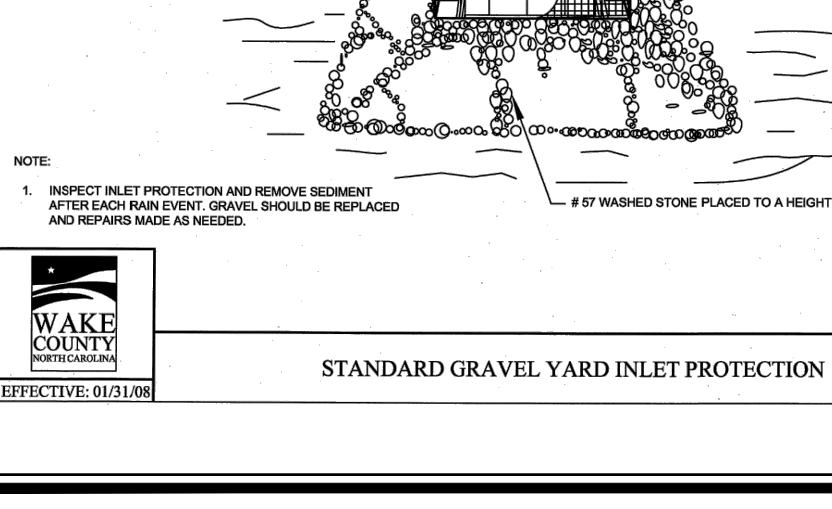 NOTE:
1. INSPECT INLET PROTECTION AND REMOVE SEDIMENT
AFTER EACH RAIN EVENT. GRAVEL SHOULD BE REPLACED
AND REPAIRS MADE AS NEEDED.
# 57 WASHED STONE PLACED TO A HEIGHT
WAKE
COUNTY
NORTH CAROLINA
EFFECTIVE: 01/31/08
STANDARD GRAVEL YARD INLET PROTECTION